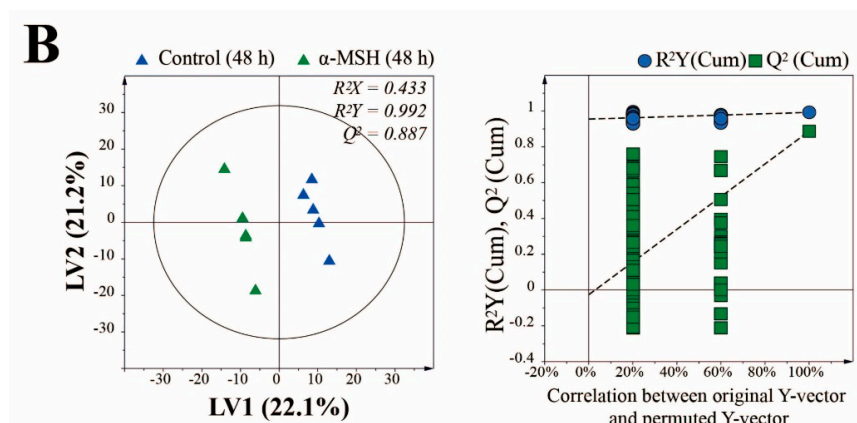 B
Control (48 h) α-MSH (48 h)
R²X = 0.433
R²Y = 0.992
Q² = 0.887
30
20
10
0
-10
-20
-30
LV2 (21.2%)
-30 -20 -10 0 10 20 30
LV1 (22.1%)
R²Y(Cum) Q² (Cum)
1
0.8
0.6
0.4
0.2
0
-0.2
-0.4
R²Y(Cum), Q² (Cum)
-20% 0% 20% 40% 60% 80% 100%
Correlation between original Y-vector
and permuted Y-vector